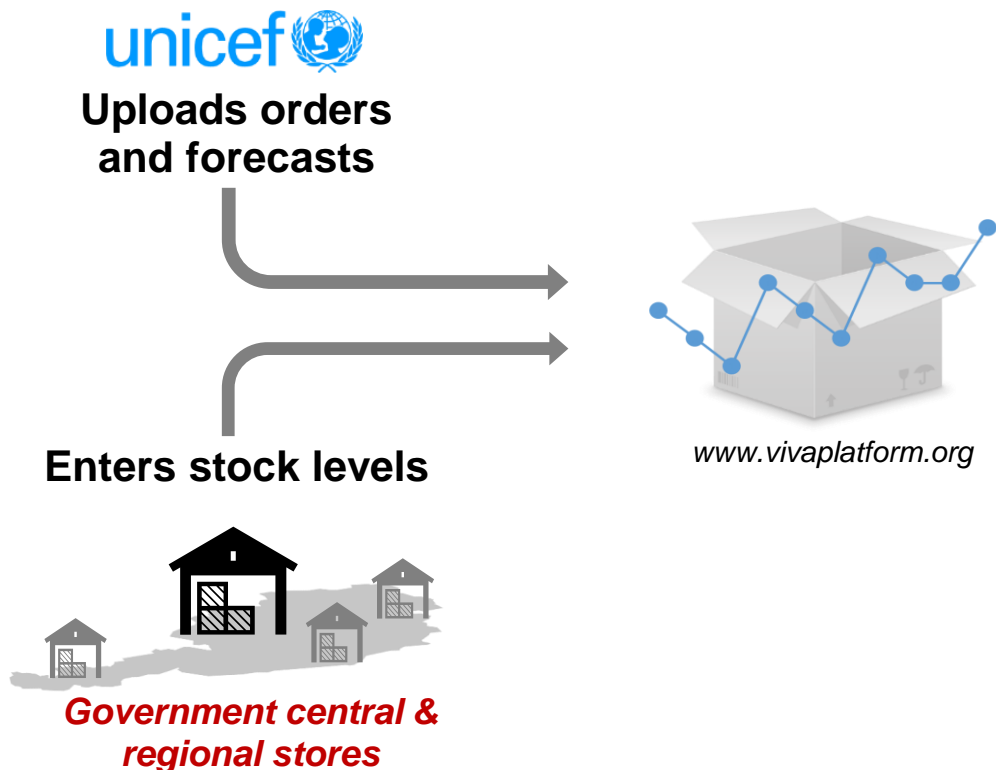 unicef
Uploads orders
and forecasts
www.vivaplatform.org
Enters stock levels
Government central &
regional stores